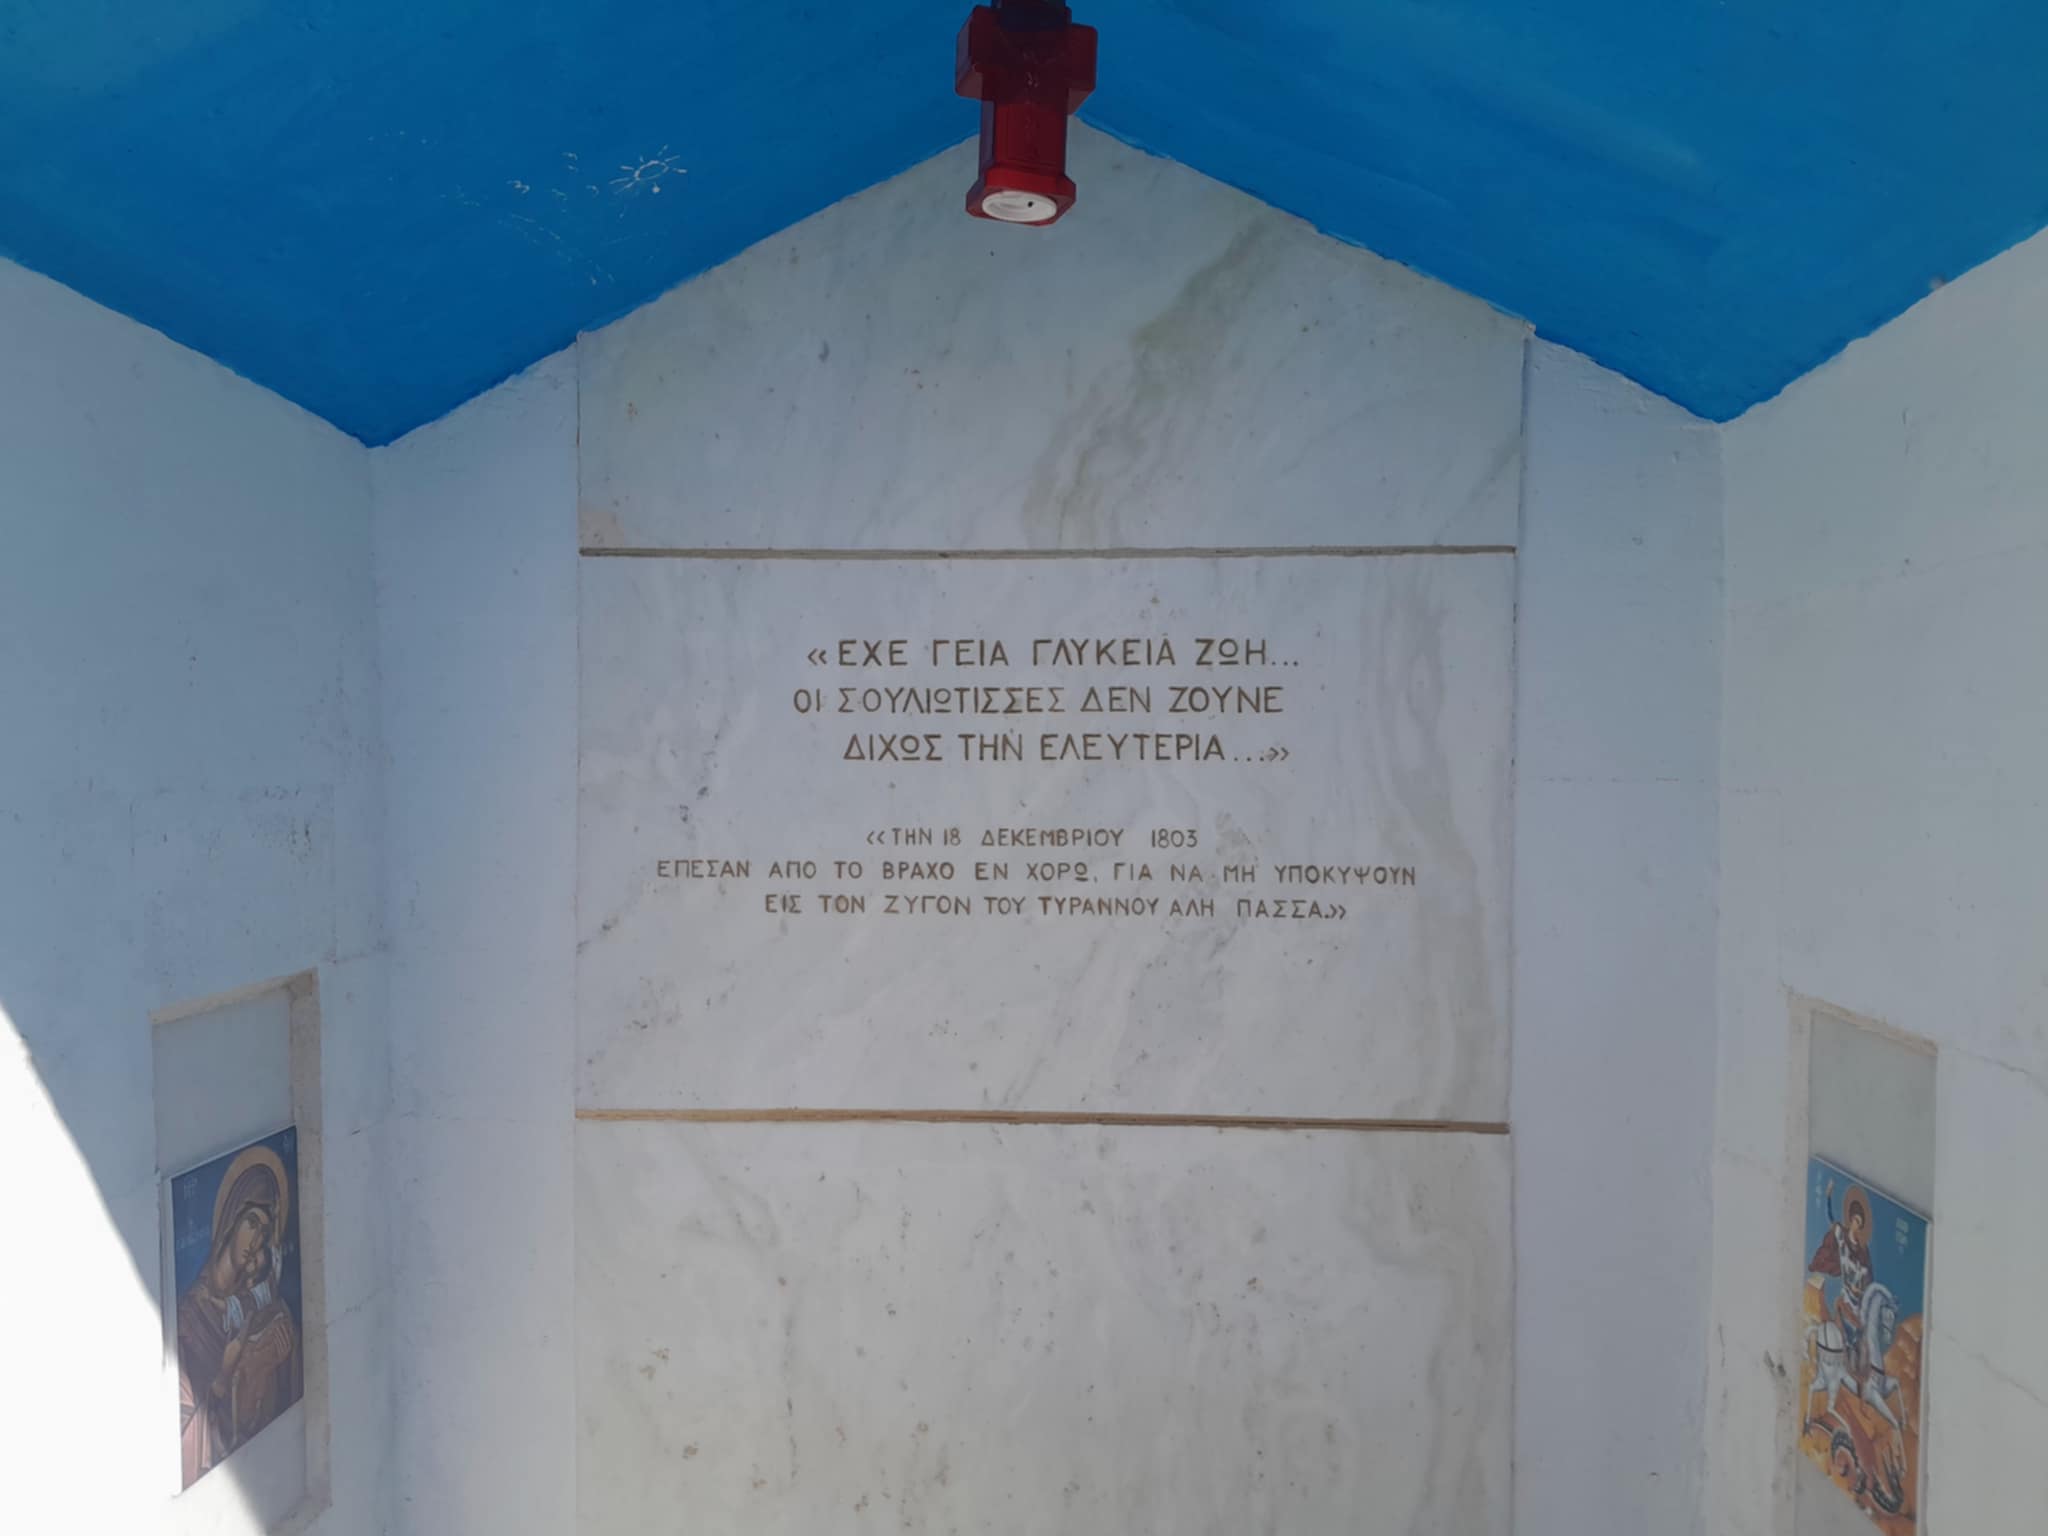 «ΕΧΕ ΓΕΙΑ ΓΛΥΚΕΙΑ ΖΩΗ...
ΟΙ ΣΟΥΛΙΩΤΙΣΣΕΣ ΔΕΝ ΖΟΥΝΕ
ΔΙΧΩΣ ΤΗΝ ΕΛΕΥΤΕΡΙΑ...»
«ΤΗΝ 18 ΔΕΚΕΜΒΡΙΟΥ 1803
ΕΠΕΣΑΝ ΑΠΟ ΤΟ ΒΡΑΧΟ ΕΝ ΧΟΡΩ, ΓΙΑ ΝΑ ΜΗ ΥΠΟΚΥΨΟΥΝ
ΕΙΣ ΤΟΝ ΖΥΓΟΝ ΤΟΥ ΤΥΡΑΝΝΟΥ ΑΛΗ ΠΑΣΣΑ.»